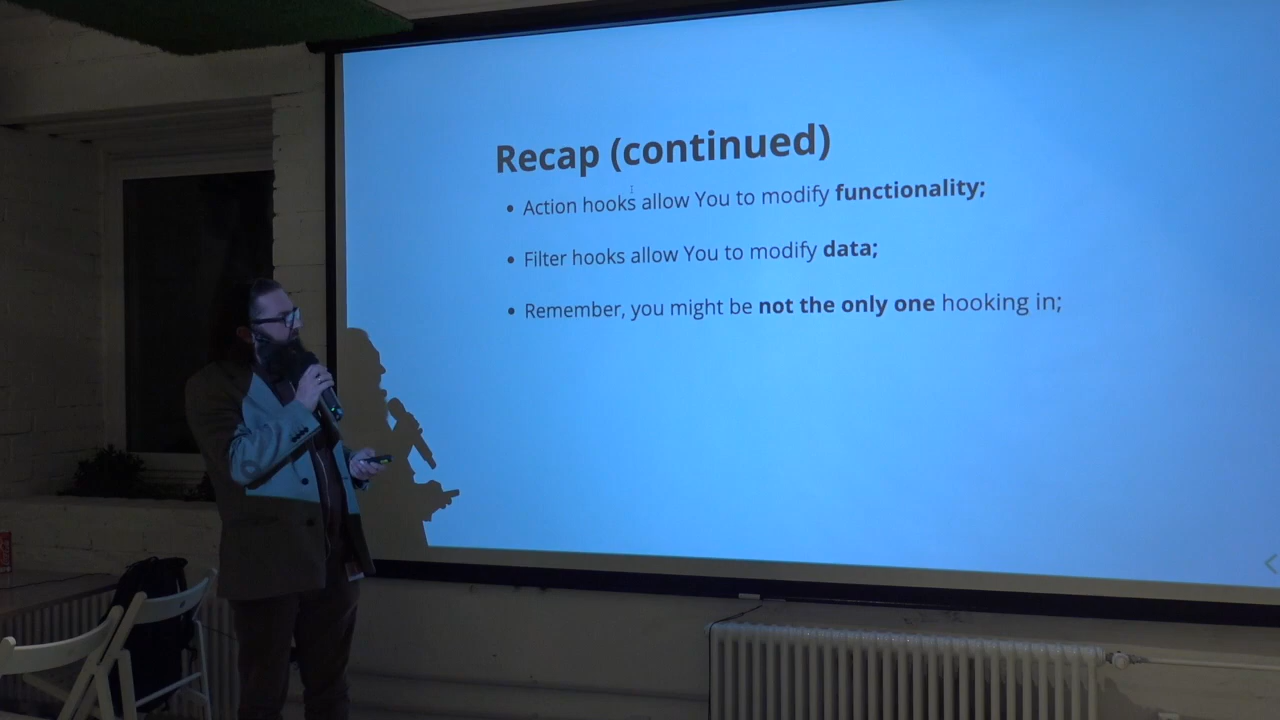 Recap (continued)
• Action hooks allow You to modify functionality;
• Filter hooks allow You to modify data;
• Remember, you might be not the only one hooking in;